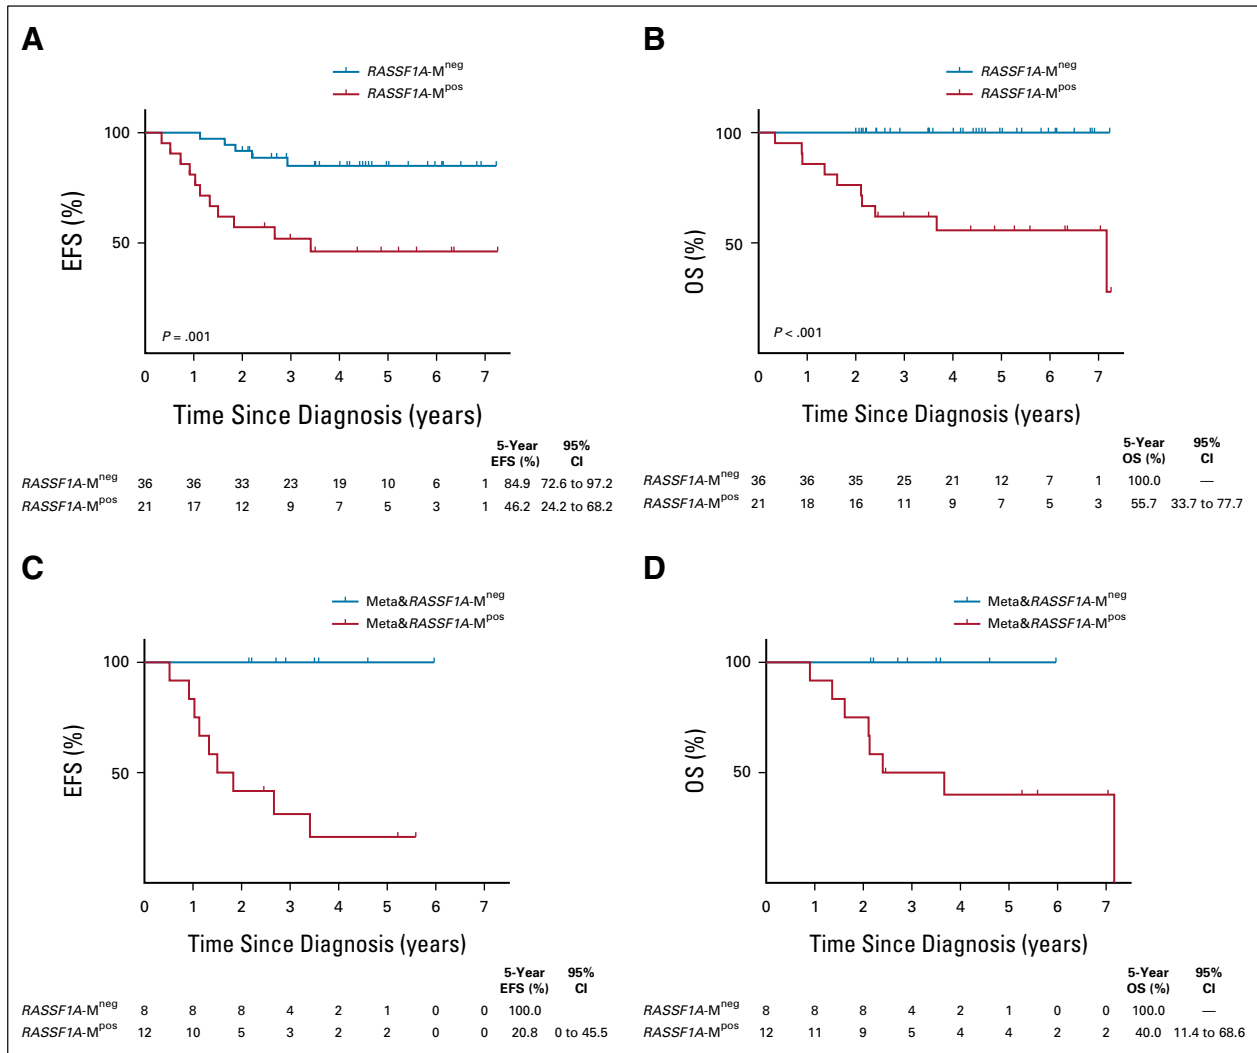 A
RASSF1A-Mneg
RASSF1A-Mpos
100
50
EFS (%)
P = .001
0 1 2 3 4 5 6 7
Time Since Diagnosis (years)
5-Year 95%
EFS (%) CI
RASSF1A-Mneg 36 36 33 23 19 10 6 1 84.9 72.6 to 97.2
RASSF1A-Mpos 21 17 12 9 7 5 3 1 46.2 24.2 to 68.2
B
RASSF1A-Mneg
RASSF1A-Mpos
100
50
OS (%)
P < .001
0 1 2 3 4 5 6 7
Time Since Diagnosis (years)
5-Year 95%
OS (%) CI
RASSF1A-Mneg 36 36 35 25 21 12 7 1 100.0 —
RASSF1A-Mpos 21 18 16 11 9 7 5 3 55.7 33.7 to 77.7
C
Meta&RASSF1A-Mneg
Meta&RASSF1A-Mpos
100
50
EFS (%)
0 1 2 3 4 5 6 7
Time Since Diagnosis (years)
5-Year 95%
EFS (%) CI
RASSF1A-Mneg 8 8 8 4 2 1 0 0 100.0
RASSF1A-Mpos 12 10 5 3 2 2 0 0 20.8 0 to 45.5
D
Meta&RASSF1A-Mneg
Meta&RASSF1A-Mpos
100
50
OS (%)
0 1 2 3 4 5 6 7
Time Since Diagnosis (years)
5-Year 95%
OS (%) CI
RASSF1A-Mneg 8 8 8 4 2 1 0 0 100.0 —
RASSF1A-Mpos 12 11 9 5 4 4 2 2 40.0 11.4 to 68.6